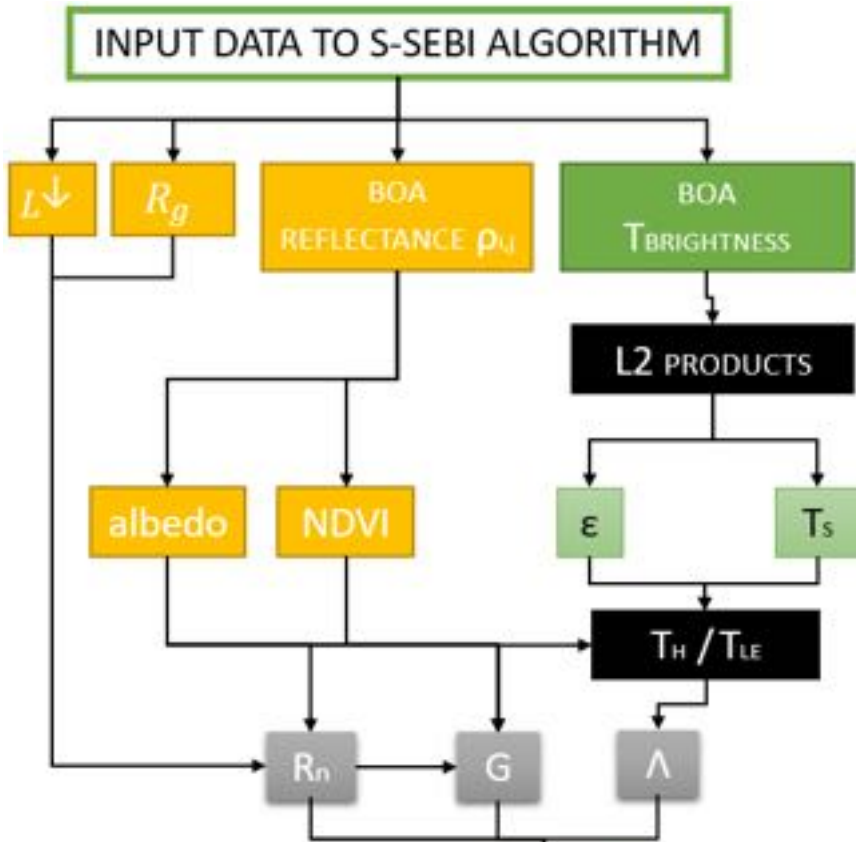 INPUT DATA TO S-SEBI ALGORITHM
L↓
Rg
BOA
REFLECTANCE ρi,j
BOA
TBRIGHTNESS
L2 PRODUCTS
albedo
NDVI
ε
Ts
TH / TLE
Rn
G
Λ